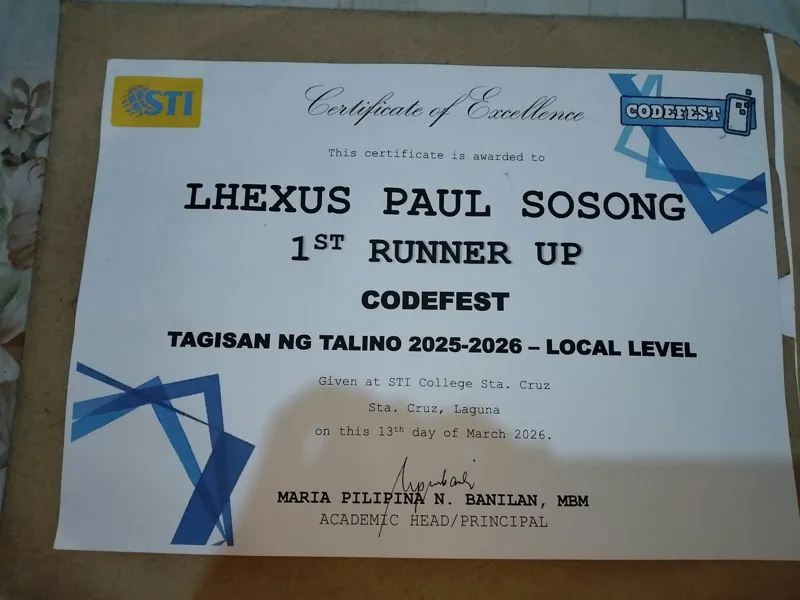 STI
Certificate of Excellence
CODEFEST
This certificate is awarded to
LHEXUS PAUL SOSONG
1ST RUNNER UP
CODEFEST
TAGISAN NG TALINO 2025-2026 – LOCAL LEVEL
Given at STI College Sta. Cruz
Sta. Cruz, Laguna
on this 13th day of March 2026.
MARIA PILIPINA N. BANILAN, MBM
ACADEMIC HEAD/PRINCIPAL